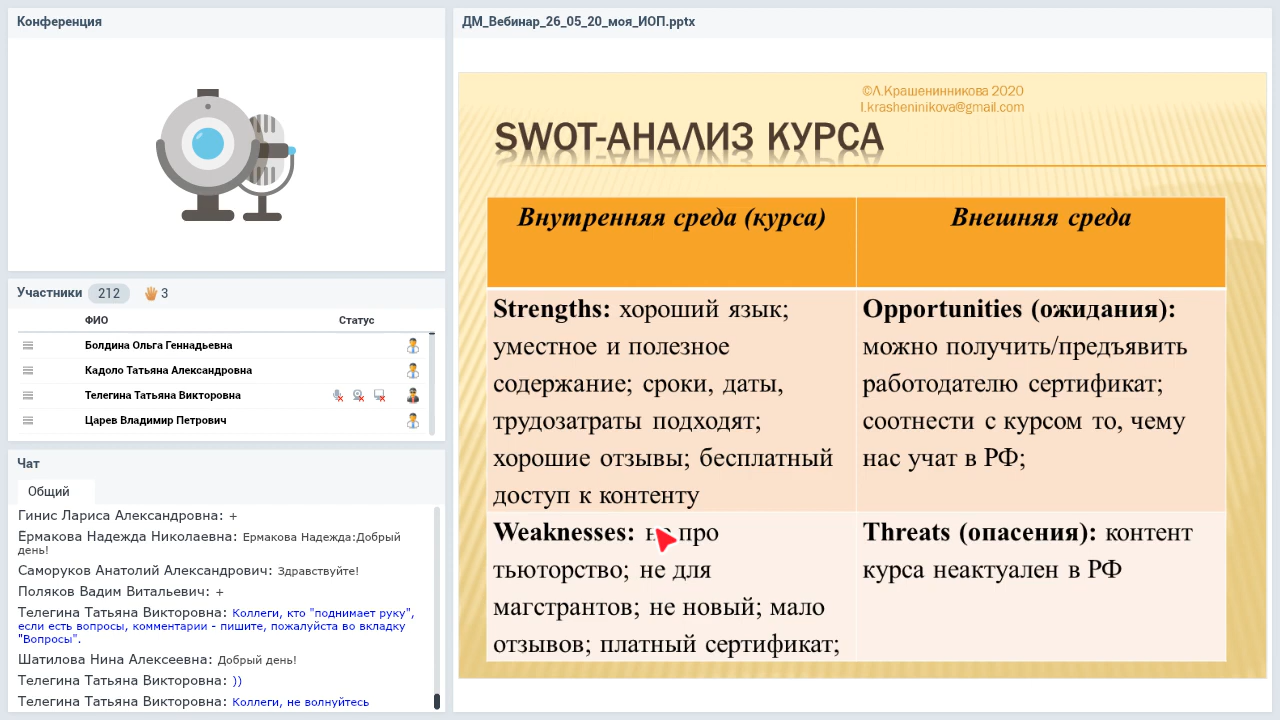 Конференция
Участники 212 3
ФИО Статус
Болдина Ольга Геннадьевна
Кадоло Татьяна Александровна
Телегина Татьяна Викторовна
Царев Владимир Петрович
Чат
Общий
Гинис Лариса Александровна: +
Ермакова Надежда Николаевна: Ермакова Надежда:Добрый
день!
Саморуков Анатолий Александрович: Здравствуйте!
Поляков Вадим Витальевич: +
Телегина Татьяна Викторовна: Коллеги, кто "поднимает руку",
если есть вопросы, комментарии - пишите, пожалуйста во вкладку
"Вопросы".
Шатилова Нина Алексеевна: Добрый день!
Телегина Татьяна Викторовна: ))
Телегина Татьяна Викторовна: Коллеги, не волнуйтесь
ДМ_Вебинар_26_05_20_моя_ИОП.pptx
©Л.Крашенинникова 2020
l.krasheninikova@gmail.com
SWOT-АНАЛИЗ КУРСА
Внутренняя среда (курса)
Внешняя среда
Strengths: хороший язык;
уместное и полезное
содержание; сроки, даты,
трудозатраты подходят;
хорошие отзывы; бесплатный
доступ к контенту
Opportunities (ожидания):
можно получить/предъявить
работодателю сертификат;
соотнести с курсом то, чему
нас учат в РФ;
Weaknesses: не про
тьюторство; не для
магстрантов; не новый; мало
отзывов; платный сертификат;
Threats (опасения): контент
курса неактуален в РФ